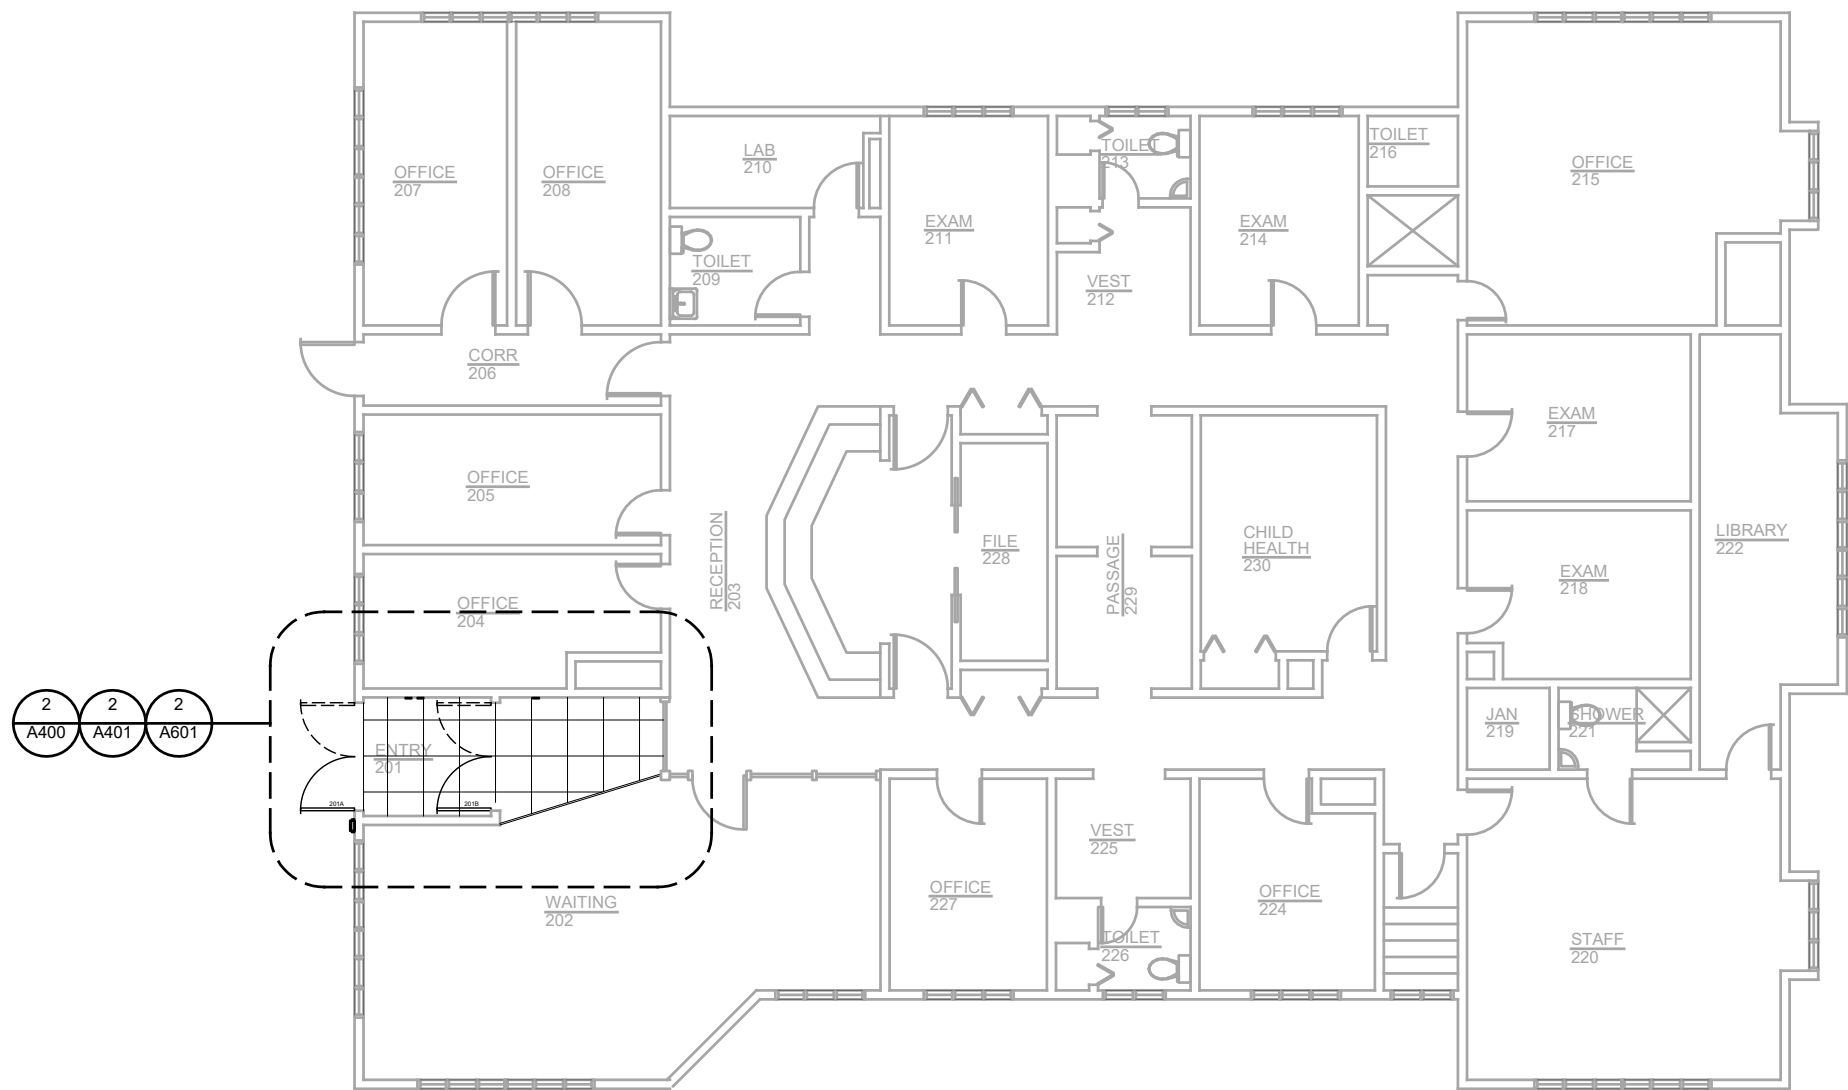 TOILET
216
LAB
210
TOILET
213
OFFICE
207
OFFICE
208
OFFICE
215
EXAM
211
EXAM
214
TOILET
209
VEST
212
CORR
206
EXAM
217
OFFICE
205
RECEPTION
203
FILE
228
PASSAGE
229
CHILD
HEALTH
230
LIBRARY
222
EXAM
218
OFFICE
204
2
A400
2
A401
2
A601
JAN
219
SHOWER
221
ENTRY
201
201A
201B
VEST
225
OFFICE
227
OFFICE
224
WAITING
202
TOILET
226
STAFF
220